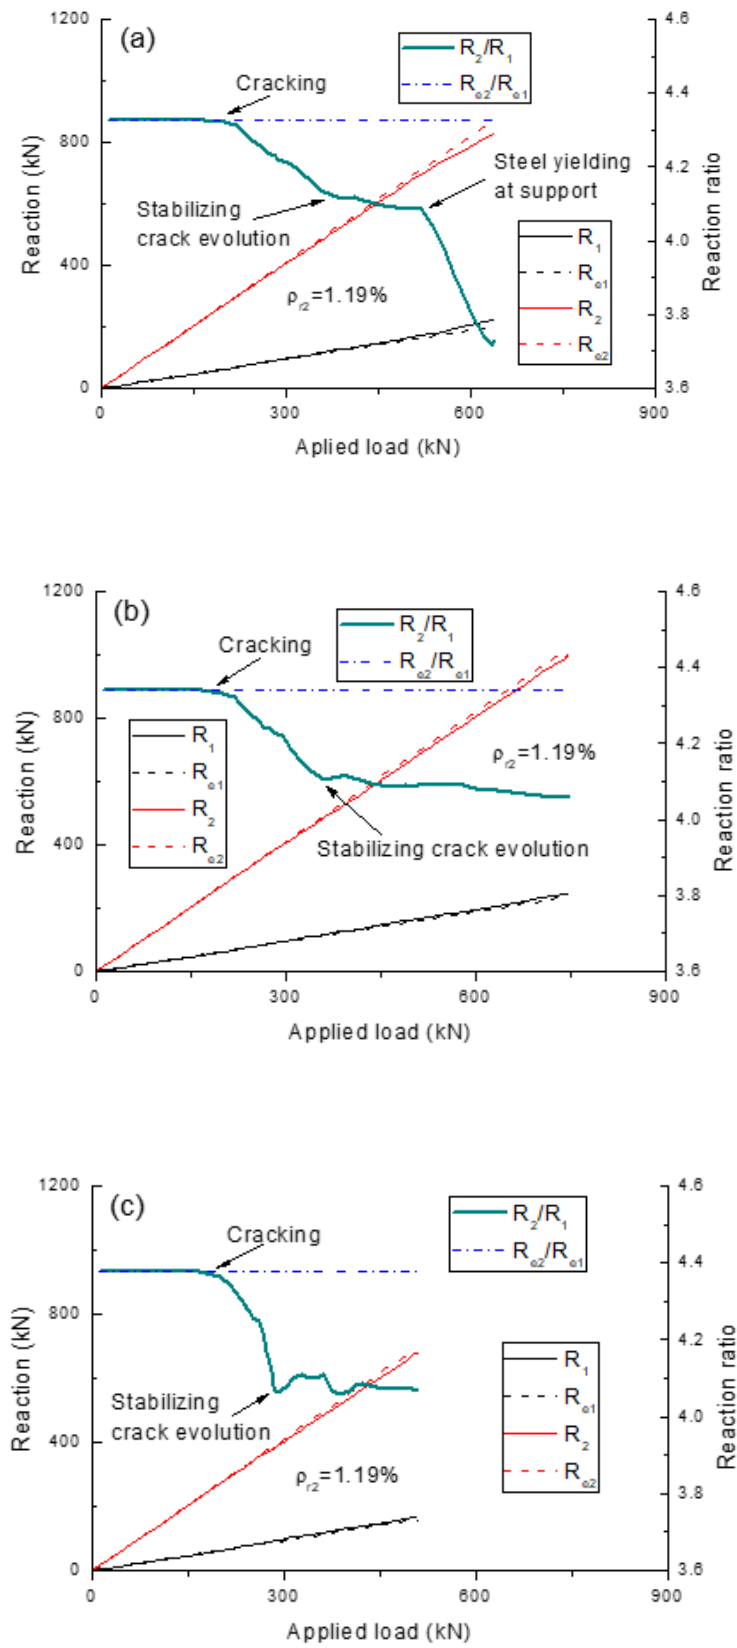 (a)
1200
800
400
0
Reaction (kN)
4.6
4.4
4.2
4.0
3.8
3.6
Reaction ratio
R2/R1
Re2/Re1
Cracking
Steel yielding
at support
Stabilizing
crack evolution
ρr2=1.19%
R1
Re1
R2
Re2
0
300
600
900
Aplied load (kN)
(b)
1200
800
400
0
Reaction (kN)
4.6
4.4
4.2
4.0
3.8
3.6
Reaction ratio
R2/R1
Re2/Re1
Cracking
R1
Re1
R2
Re2
ρr2=1.19%
Stabilizing crack evolution
0
300
600
900
Applied load (kN)
(c)
1200
800
400
0
Reaction (kN)
4.6
4.4
4.2
4.0
3.8
3.6
Reaction ratio
R2/R1
Re2/Re1
Cracking
Stabilizing
crack evolution
R1
Re1
R2
Re2
ρr2=1.19%
0
300
600
900
Applied load (kN)